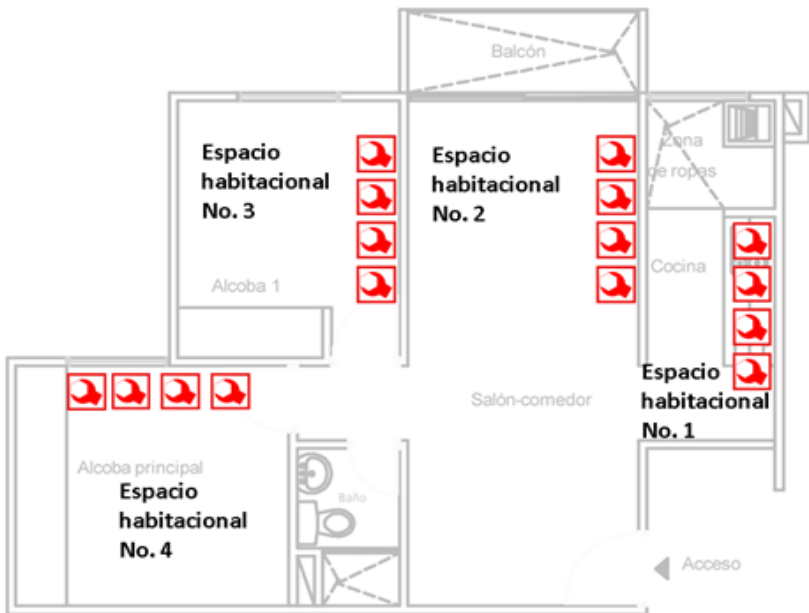 Balcón
Espacio
habitacional
No. 3
Espacio
habitacional
No. 2
Zona
de ropas
Alcoba 1
Cocina
Espacio
habitacional
No. 1
Salón-comedor
Alcoba principal
Espacio
habitacional
No. 4
Baño
Acceso